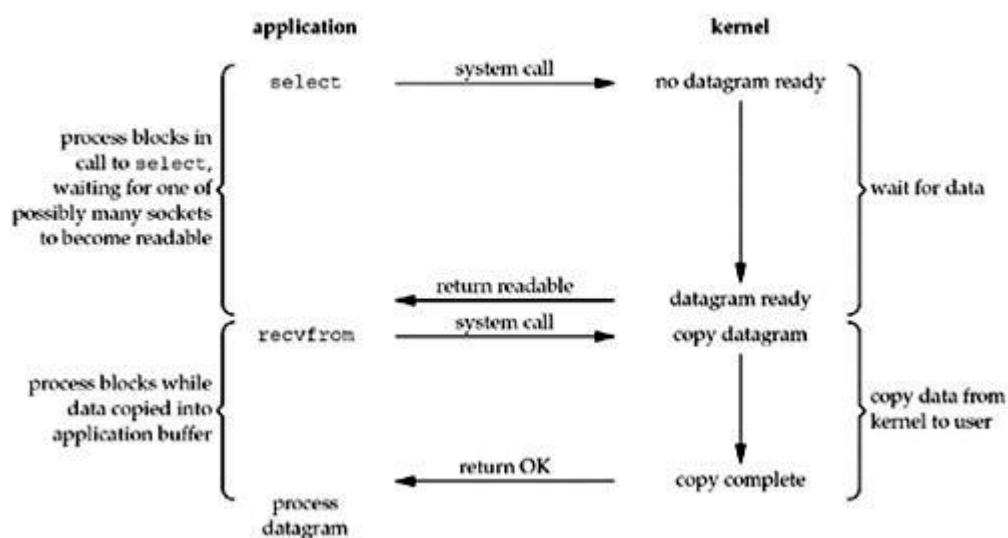 application
kernel
select
system call
no datagram ready
process blocks in
call to select,
waiting for one of
possibly many sockets
to become readable
wait for data
return readable
datagram ready
recvfrom
system call
copy datagram
process blocks while
data copied into
application buffer
copy data from
kernel to user
return OK
copy complete
process
datagram